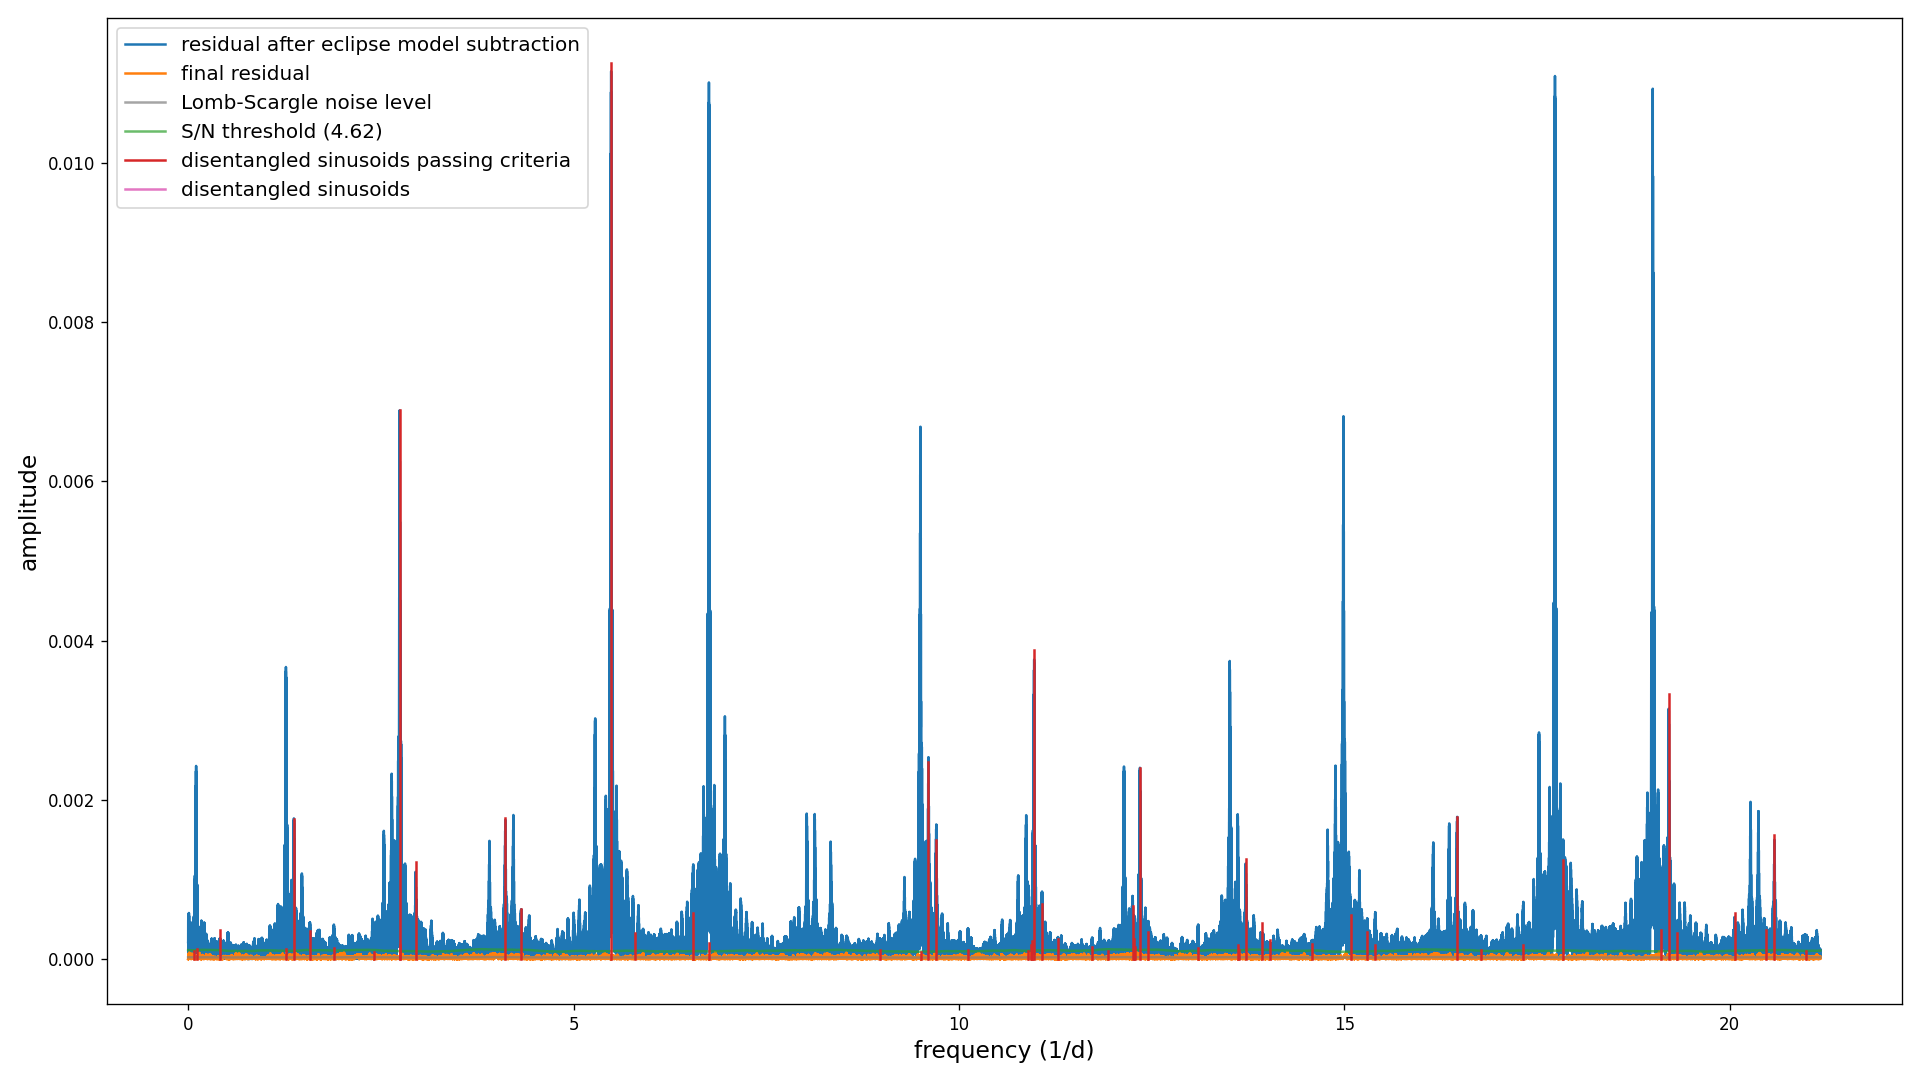 residual after eclipse model subtraction
final residual
Lomb-Scargle noise level
S/N threshold (4.62)
disentangled sinusoids passing criteria
disentangled sinusoids
0.010
0.008
0.006
0.004
0.002
0.000
amplitude
0 5 10 15 20
frequency (1/d)